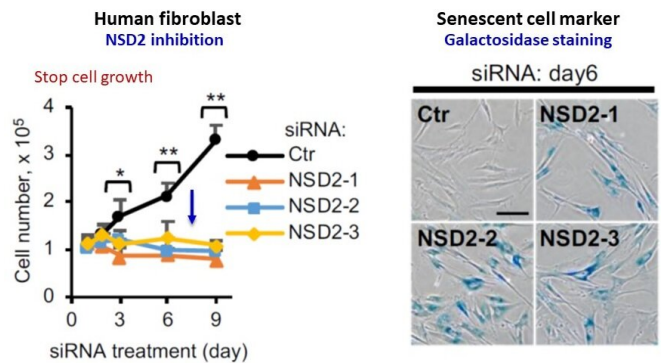 Human fibroblast
NSD2 inhibition
Stop cell growth
Cell number, x 10⁵
4
3
2
1
0
*
**
**
0 3 6 9
siRNA treatment (day)
siRNA:
Ctr
NSD2-1
NSD2-2
NSD2-3
Senescent cell marker
Galactosidase staining
siRNA: day6
Ctr
NSD2-1
NSD2-2
NSD2-3